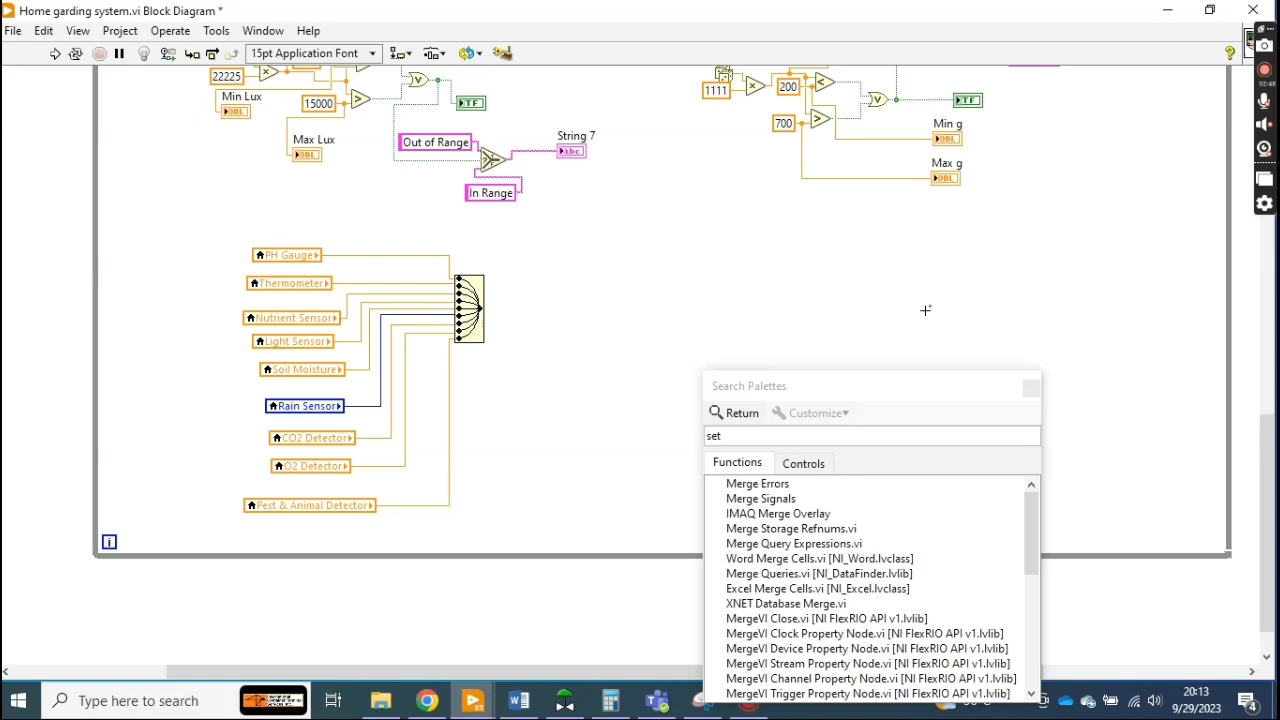 Home garding system.vi Block Diagram *
File Edit View Project Operate Tools Window Help
15pt Application Font
22225
Min Lux
DBL
15000
TF
Max Lux
DBL
Out of Range
String 7
abc
In Range
1111
200
TF
700
Min g
DBL
Max g
DBL
PH Gauge
Thermometer
Nutrient Sensor
Light Sensor
Soil Moisture
Rain Sensor
CO2 Detector
O2 Detector
Pest & Animal Detector
i
Search Palettes
Return Customize
set
Functions Controls
Merge Errors
Merge Signals
IMAQ Merge Overlay
Merge Storage Refnums.vi
Merge Query Expressions.vi
Word Merge Cells.vi [NI_Word.lvclass]
Merge Queries.vi [NI_DataFinder.lvlib]
Excel Merge Cells.vi [NI_Excel.lvclass]
XNET Database Merge.vi
MergeVI Close.vi [NI FlexRIO API v1.lvlib]
MergeVI Clock Property Node.vi [NI FlexRIO API v1.lvlib]
MergeVI Device Property Node.vi [NI FlexRIO API v1.lvlib]
MergeVI Stream Property Node.vi [NI FlexRIO API v1.lvlib]
MergeVI Channel Property Node.vi [NI FlexRIO API v1.lvlib]
MergeVI Trigger Property Node.vi [NI FlexRIO API v1.lvlib]
Type here to search
20:13
9/29/2023
4